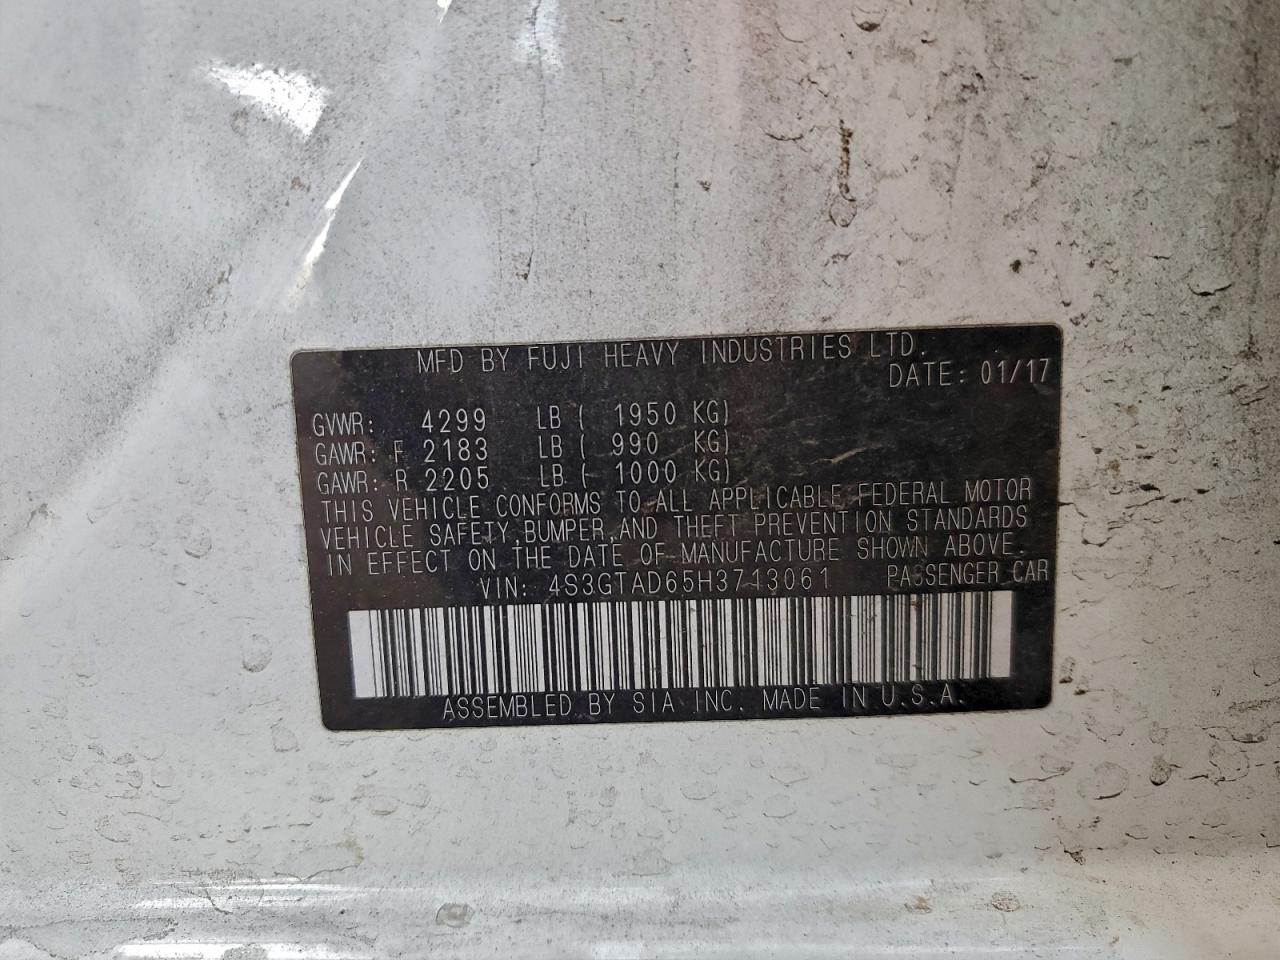 MFD BY FUJI HEAVY INDUSTRIES LTD.
DATE: 01/17
GVWR: 4299 LB ( 1950 KG)
GAWR: F 2183 LB ( 990 KG)
GAWR: R 2205 LB ( 1000 KG)
THIS VEHICLE CONFORMS TO ALL APPLICABLE FEDERAL MOTOR
VEHICLE SAFETY,BUMPER,AND THEFT PREVENTION STANDARDS
IN EFFECT ON THE DATE OF MANUFACTURE SHOWN ABOVE.
VIN: 4S3GTAD65H3713061 PASSENGER CAR
ASSEMBLED BY SIA INC. MADE IN U.S.A.